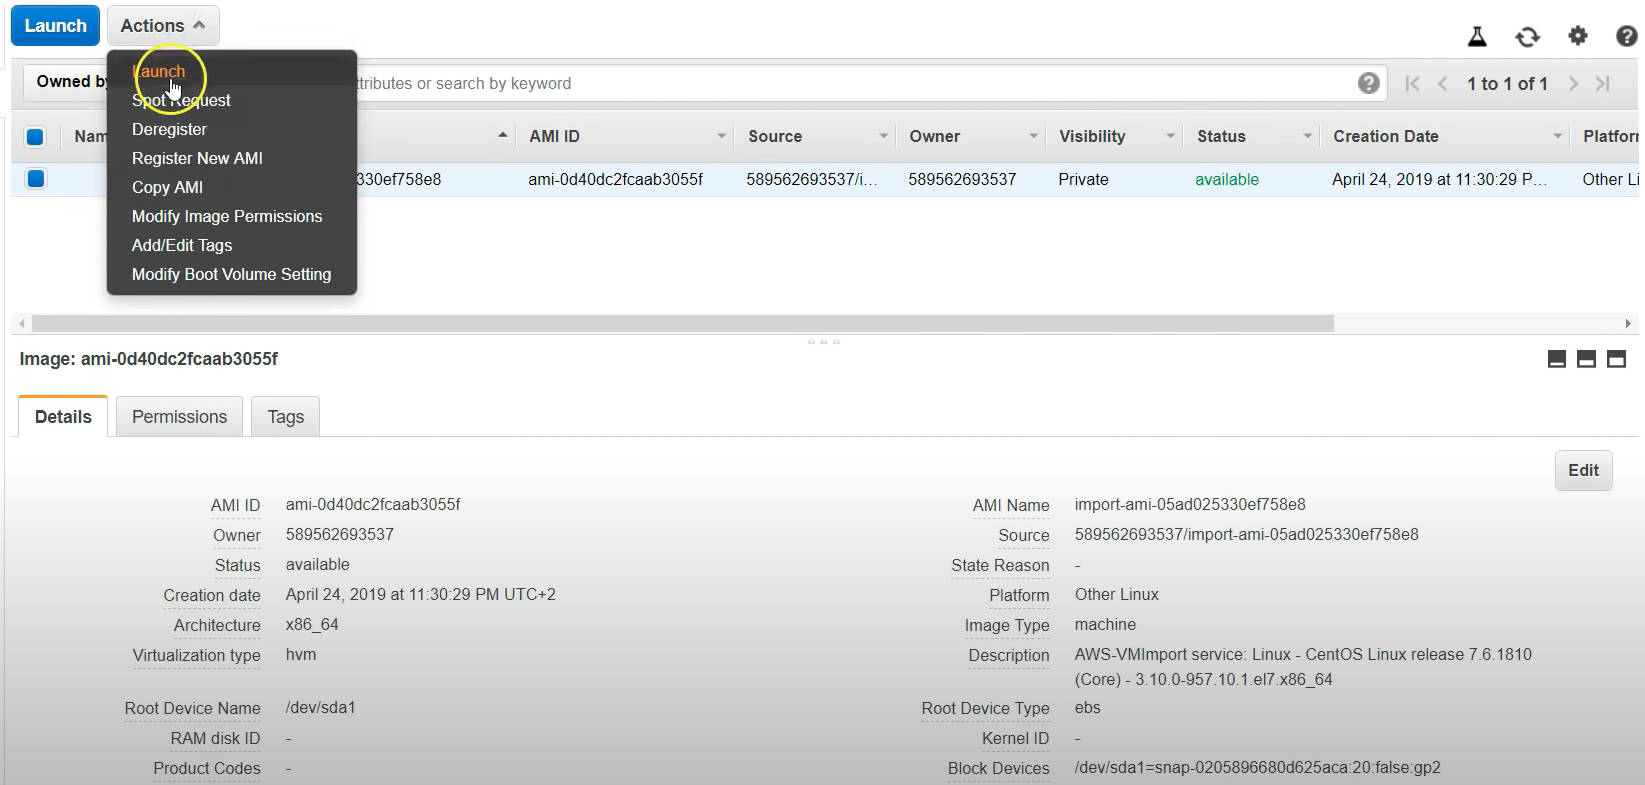 Launch Actions
Launch
Spot Request
Deregister
Register New AMI
Copy AMI
Modify Image Permissions
Add/Edit Tags
Modify Boot Volume Setting
Owned by ttributes or search by keyword 1 to 1 of 1
Nam AMI ID Source Owner Visibility Status Creation Date Platfor
330ef758e8 ami-0d40dc2fcaab3055f 589562693537/i... 589562693537 Private available April 24, 2019 at 11:30:29 P... Other Li
Image: ami-0d40dc2fcaab3055f
Details Permissions Tags
Edit
AMI ID ami-0d40dc2fcaab3055f AMI Name import-ami-05ad025330ef758e8
Owner 589562693537 Source 589562693537/import-ami-05ad025330ef758e8
Status available State Reason -
Creation date April 24, 2019 at 11:30:29 PM UTC+2 Platform Other Linux
Architecture x86_64 Image Type machine
Virtualization type hvm Description AWS-VMImport service: Linux - CentOS Linux release 7.6.1810
(Core) - 3.10.0-957.10.1.el7.x86_64
Root Device Name /dev/sda1 Root Device Type ebs
RAM disk ID - Kernel ID -
Product Codes - Block Devices /dev/sda1=snap-0205896680d625aca:20:false:gp2